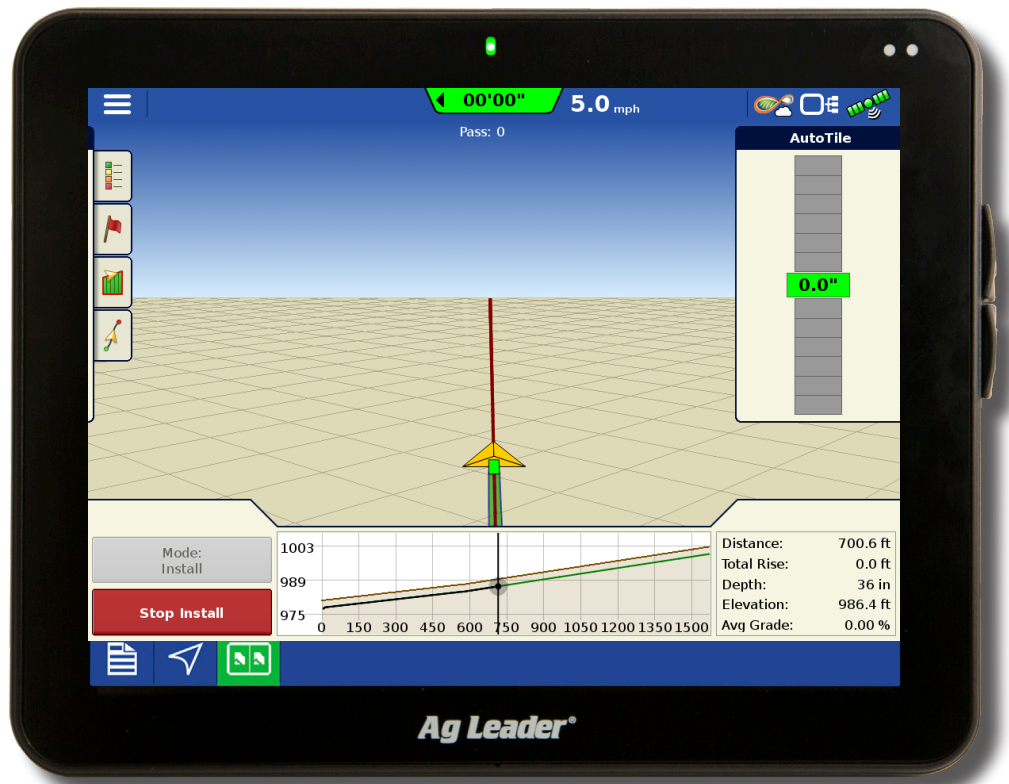 00'00"
5.0 mph
Pass: 0
AutoTile
0.0"
Mode:
Install
Stop Install
1003
989
975
0 150 300 450 600 750 900 1050 1200 1350 1500
Distance: 700.6 ft
Total Rise: 0.0 ft
Depth: 36 in
Elevation: 986.4 ft
Avg Grade: 0.00 %
Ag Leader®